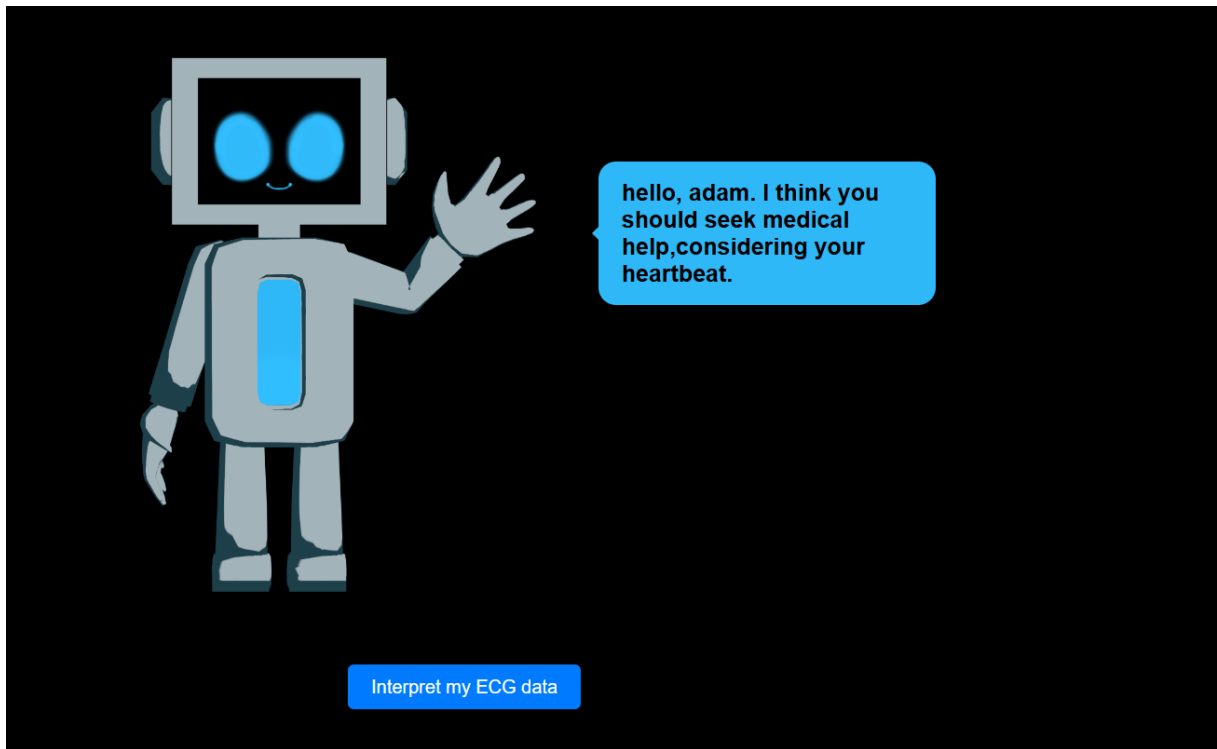 hello, adam. I think you
should seek medical
help,considering your
heartbeat.
Interpret my ECG data